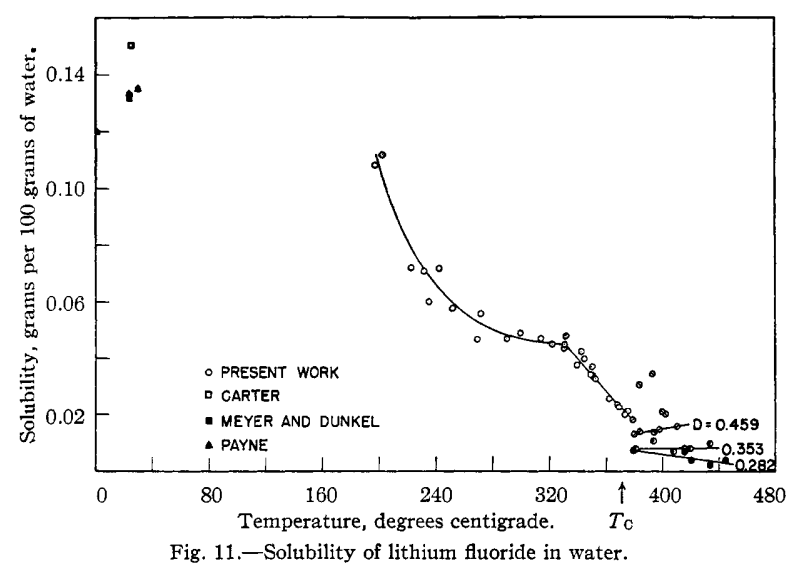 Solubility, grams per 100 grams of water.
0.14
0.10
0.06
0.02
○ PRESENT WORK
□ CARTER
■ MEYER AND DUNKEL
▲ PAYNE
D = 0.459
0.353
0.282
0 80 160 240 320 400 480
Temperature, degrees centigrade. Tc
Fig. 11.—Solubility of lithium fluoride in water.